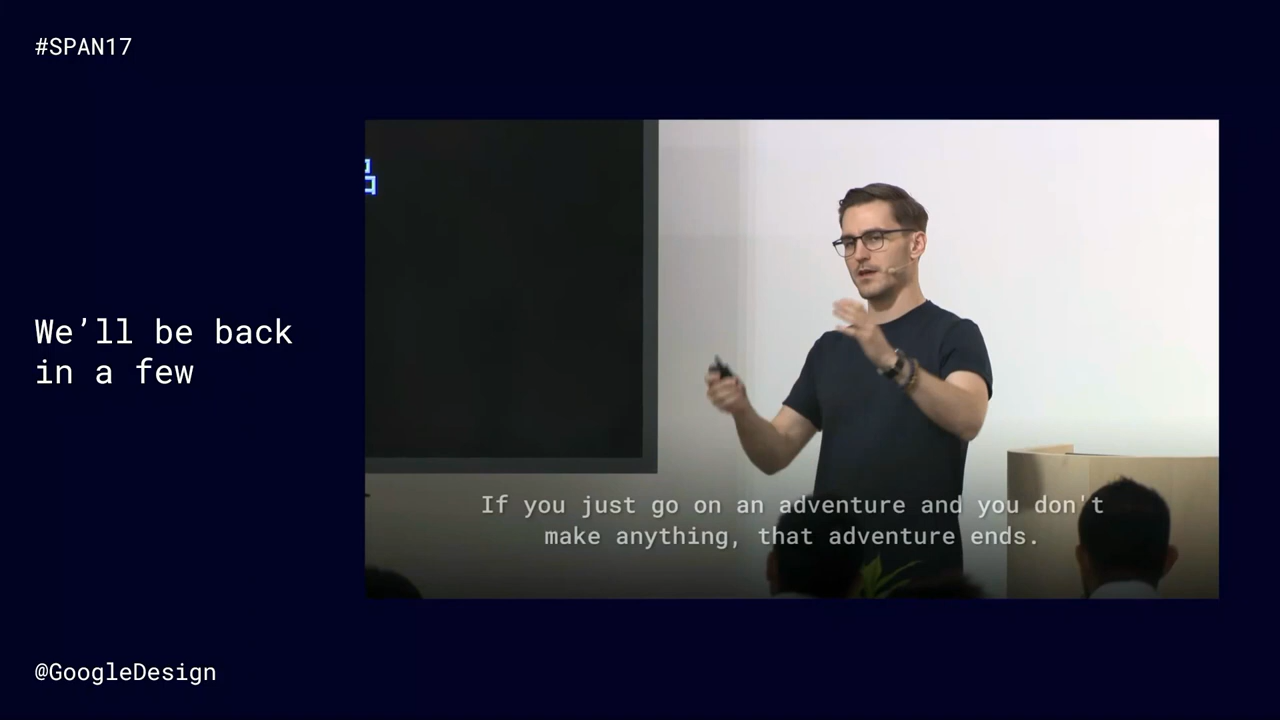 #SPAN17
We’ll be back
in a few
If you just go on an adventure and you don't
make anything, that adventure ends.
@GoogleDesign